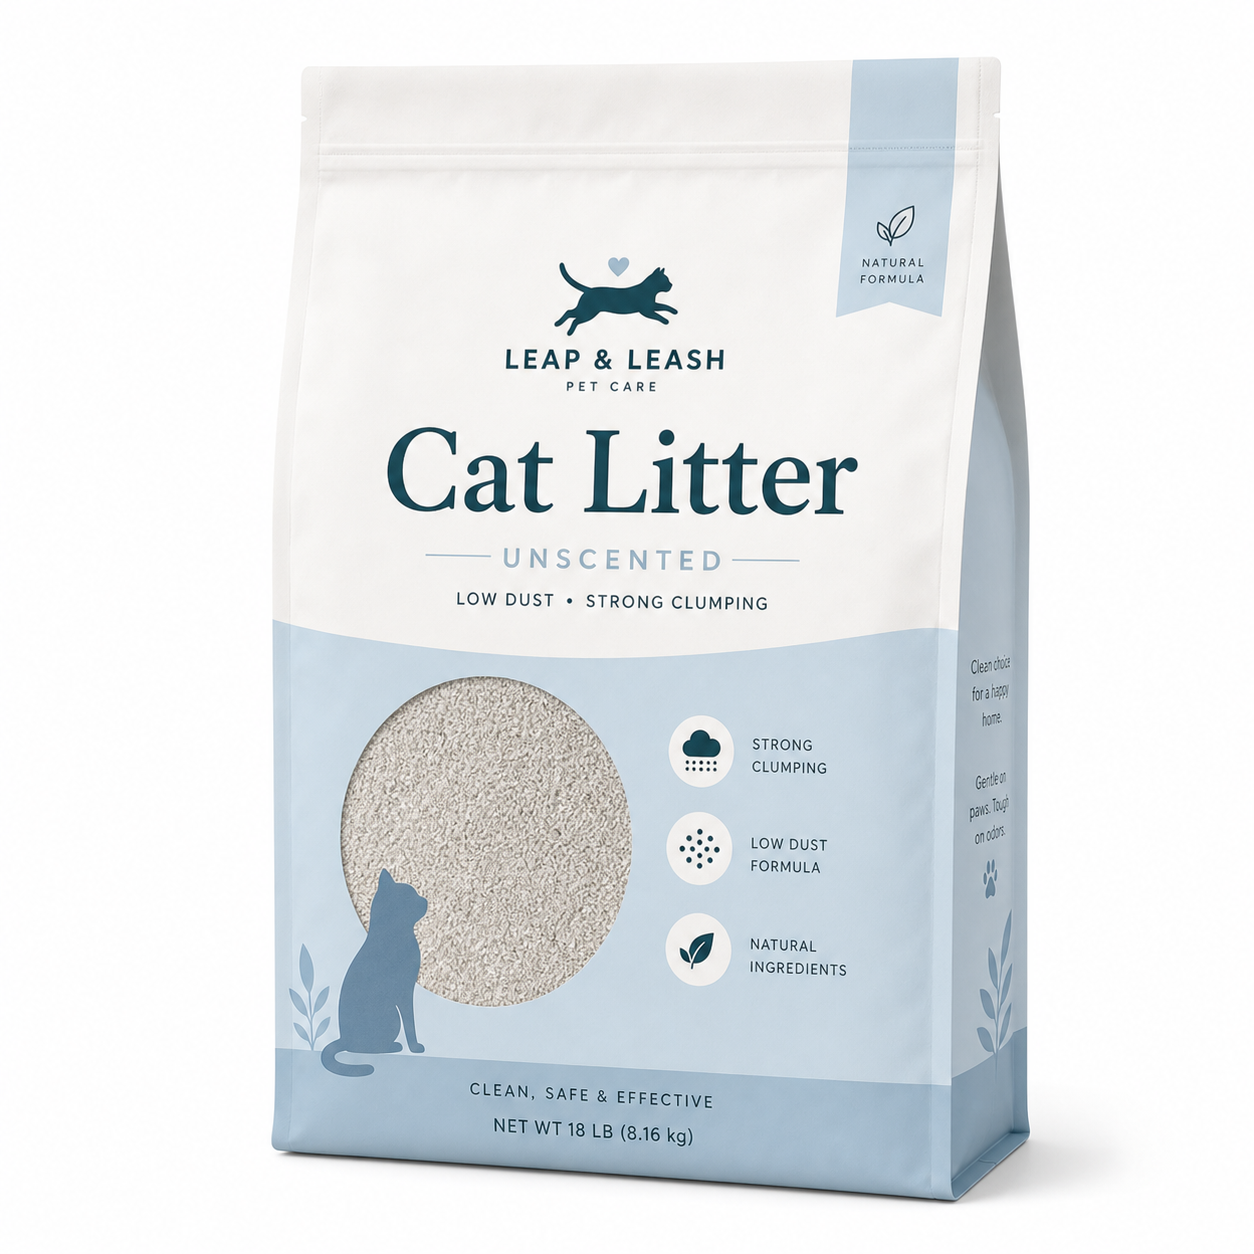 NATURAL
FORMULA
LEAP & LEASH
PET CARE
Cat Litter
UNSCENTED
LOW DUST • STRONG CLUMPING
STRONG
CLUMPING
LOW DUST
FORMULA
NATURAL
INGREDIENTS
CLEAN, SAFE & EFFECTIVE
NET WT 18 LB (8.16 kg)
Clean choice
for a happy
home.
Gentle on
paws. Tough
on odors.